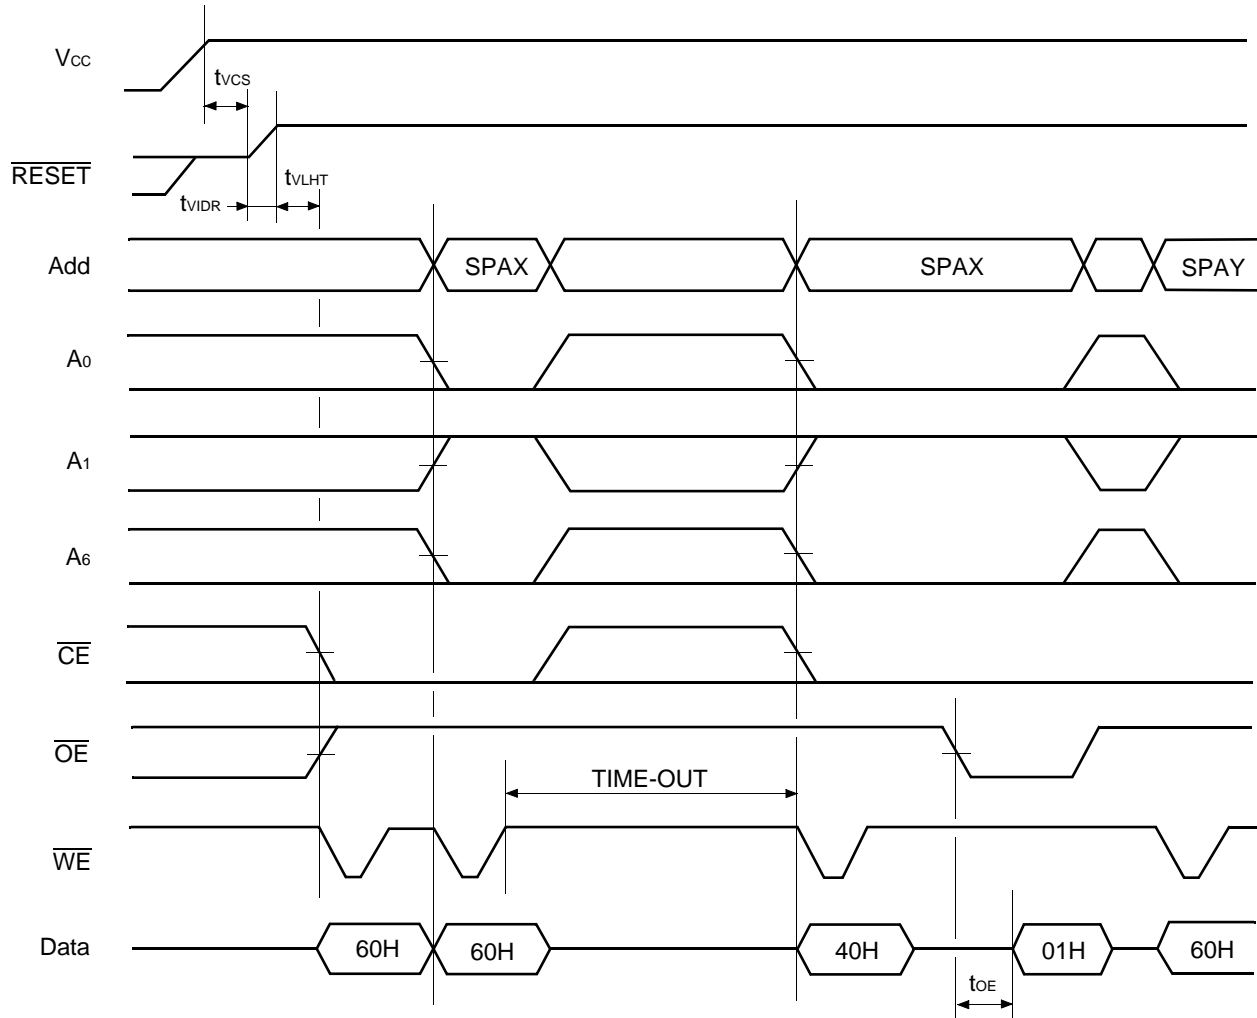 VCC
tVCS
RESET
tVLHT
tVIDR
Add SPAX SPAX SPAY
A0
A1
A6
CE
OE
TIME-OUT
WE
Data 60H 60H 40H 01H 60H
tOE